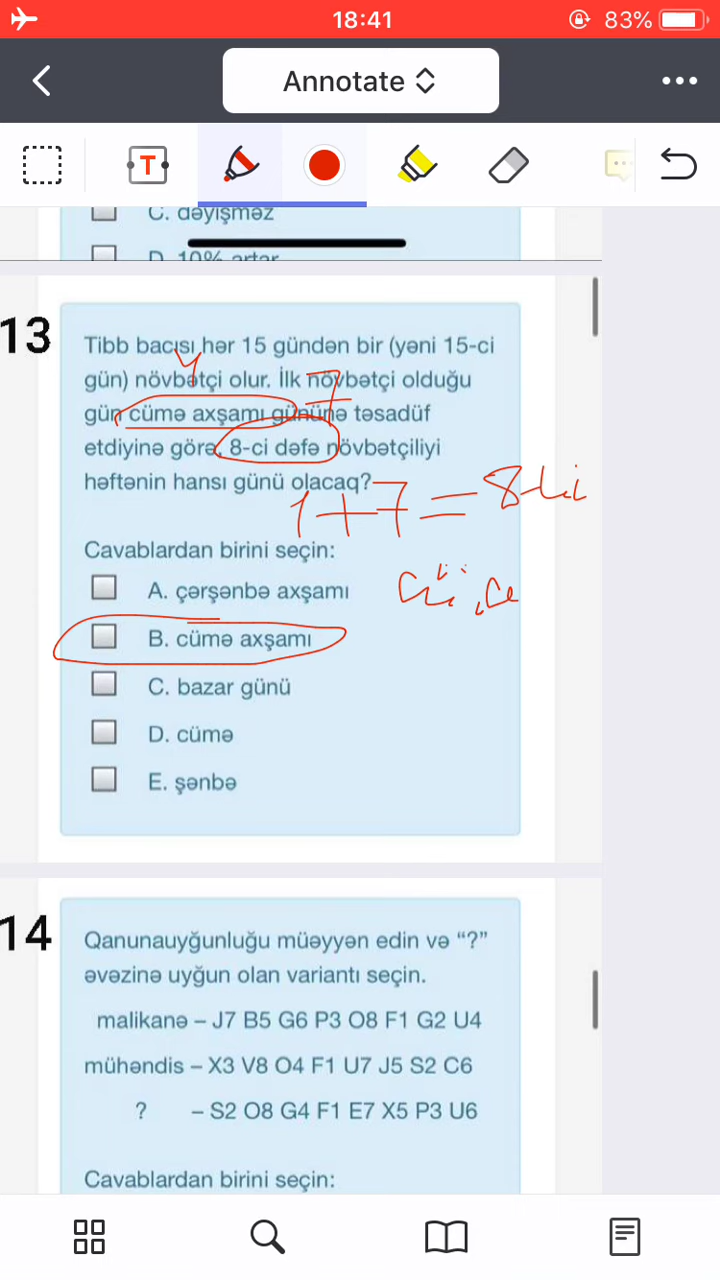 18:41
83%
Annotate
T
C. dəyişməz
D. 10% artar
13
Tibb bacısı hər 15 gündən bir (yəni 15-ci
gün) növbətçi olur. İlk növbətçi olduğu
gün cümə axşamı gününə təsadüf
etdiyinə görə, 8-ci dəfə növbətçiliyi
həftənin hansı günü olacaq?
4
7
1+7=8-ci
Cavablardan birini seçin:
A. çərşənbə axşamı
B. cümə axşamı
C. bazar günü
D. cümə
E. şənbə
14
Qanunauyğunluğu müəyyən edin və “?”
əvəzinə uyğun olan variantı seçin.
malikanə – J7 B5 G6 P3 O8 F1 G2 U4
mühəndis – X3 V8 O4 F1 U7 J5 S2 C6
? – S2 O8 G4 F1 E7 X5 P3 U6
Cavablardan birini seçin: